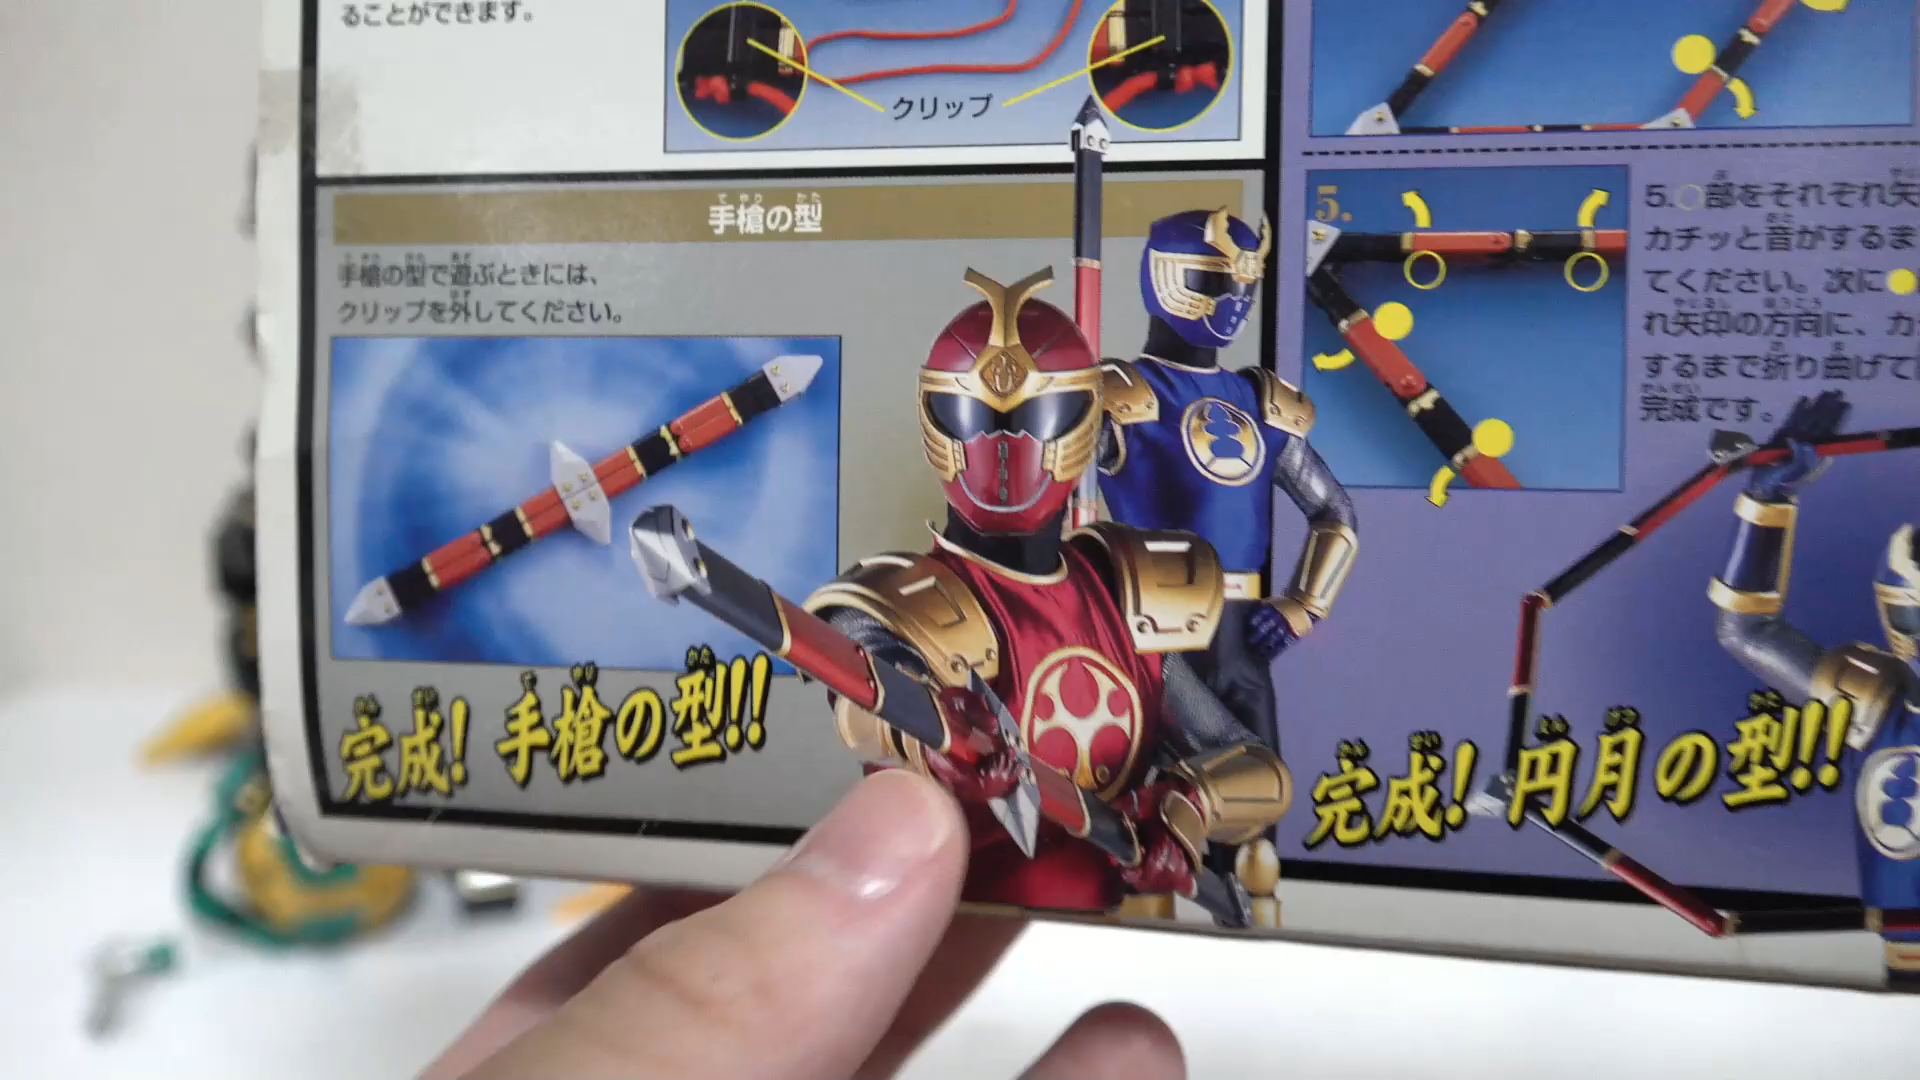 ることができます。
クリップ
手槍の型
手槍の型で遊ぶときには、
クリップを外してください。
完成! 手槍の型!!
5.
5.○部をそれぞれ矢
カチッと音がするま
てください。次に●
れ矢印の方向に、カ
するまで折り曲げて
完成です。
完成! 円月の型!!